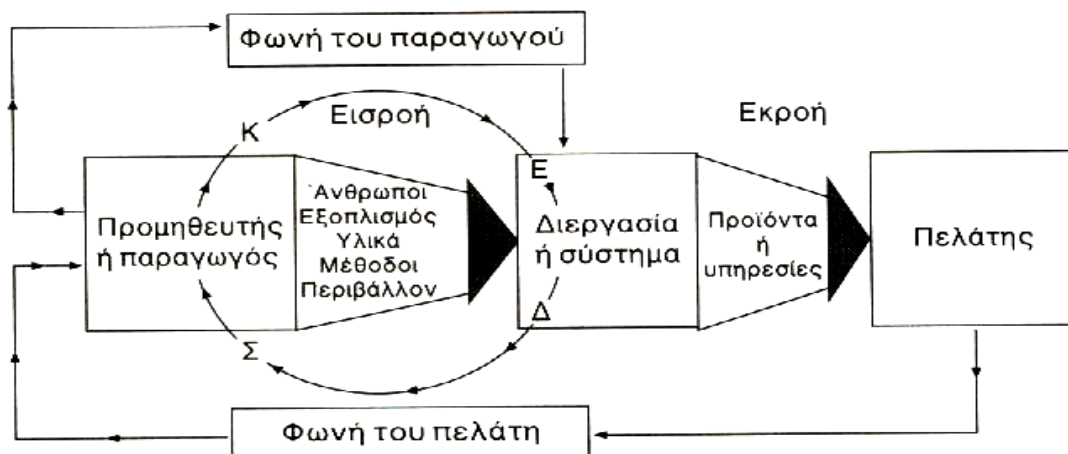 Φωνή του παραγωγού
Εισροή
Εκροή
Κ
Ε
Προμηθευτής
ή παραγωγός
Άνθρωποι
Εξοπλισμός
Υλικά
Μέθοδοι
Περιβάλλον
Διεργασία
ή σύστημα
Προϊόντα
ή
υπηρεσίες
Πελάτης
Σ
Δ
Φωνή του πελάτη